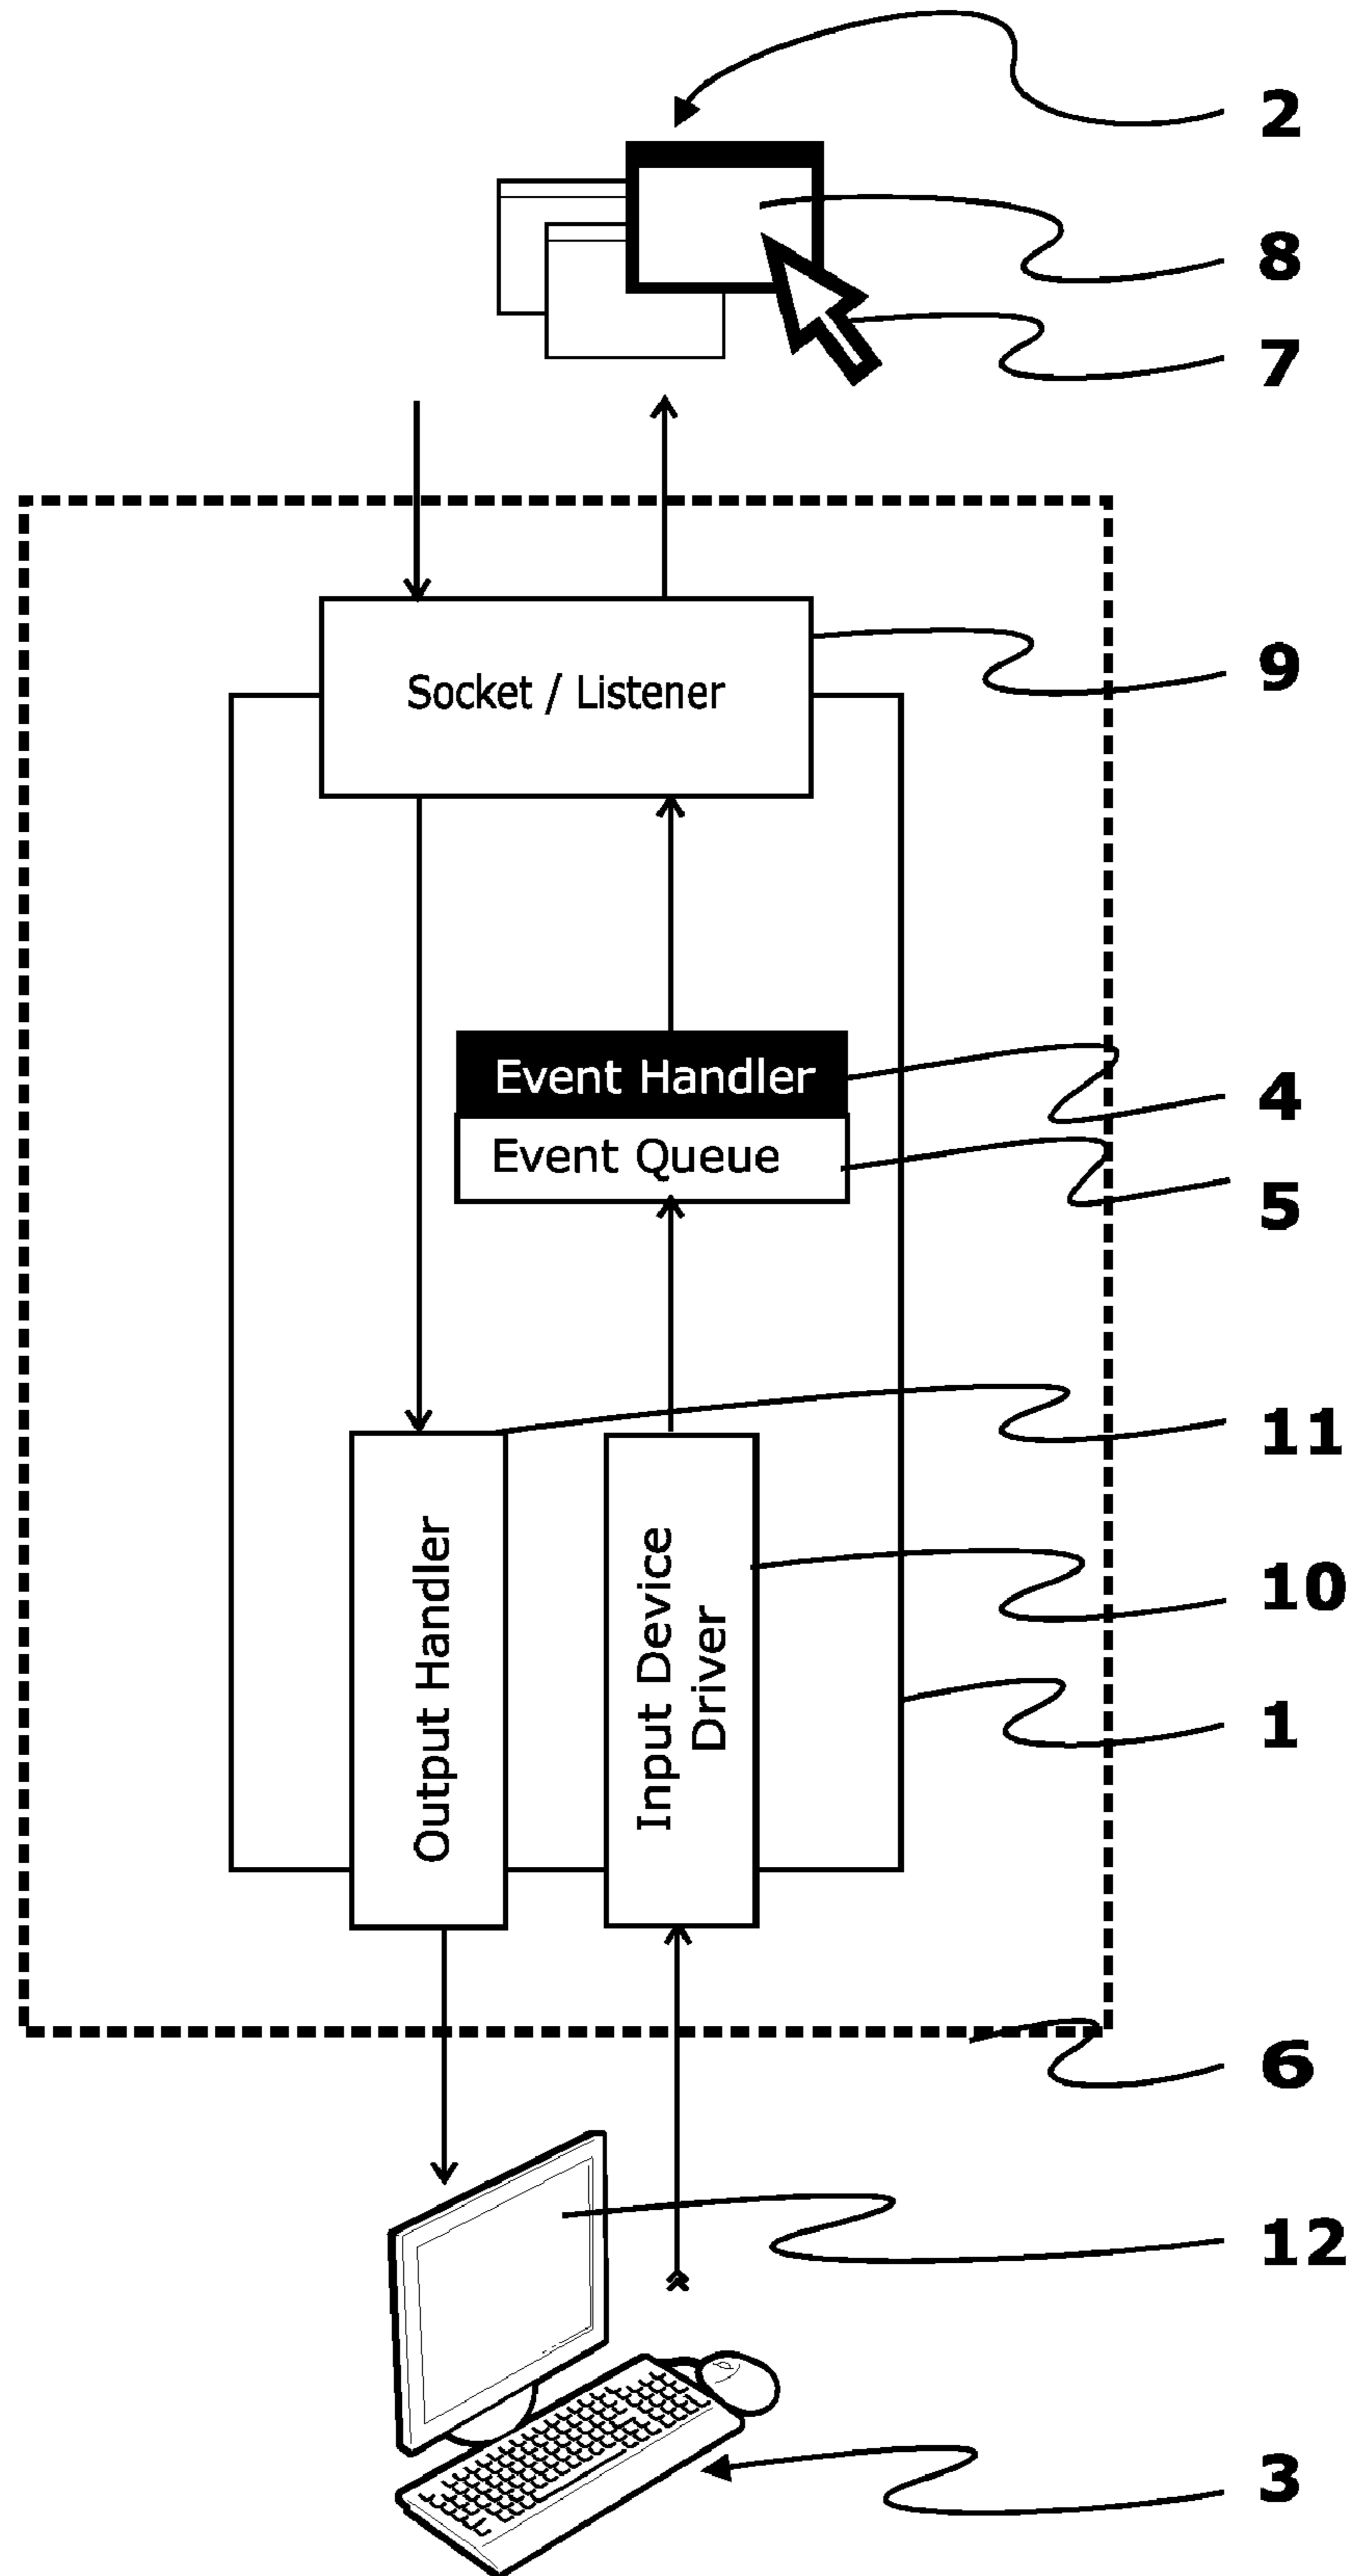 2
8
7
Socket / Listener
9
Event Handler
4
Event Queue
5
11
Output Handler
Input Device
Driver
10
1
6
12
3